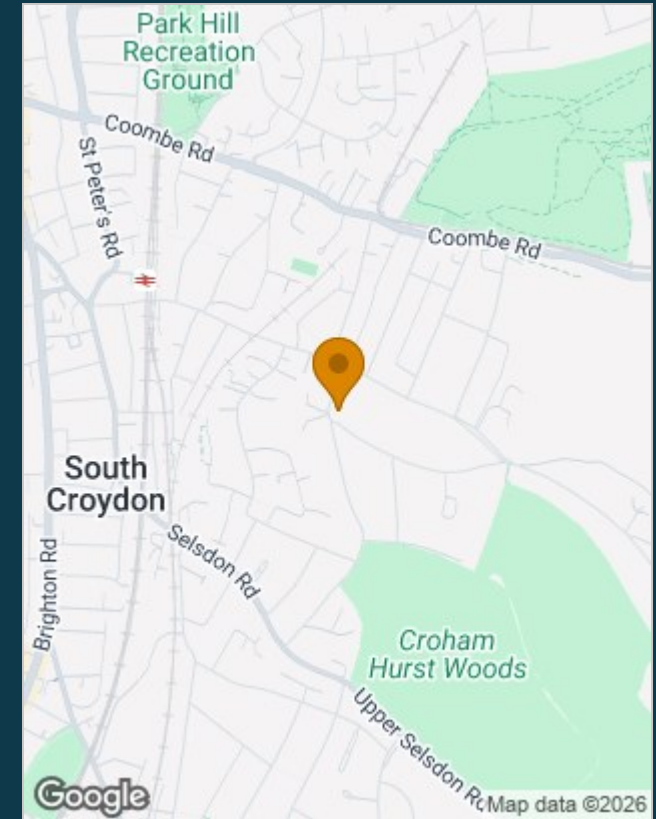 Park Hill
Recreation
Ground
Coombe Rd
St Peter's Rd
Coombe Rd
South
Croydon
Selsdon Rd
Brighton Rd
Croham
Hurst Woods
Upper Selsdon Rd
Google
Map data ©2026